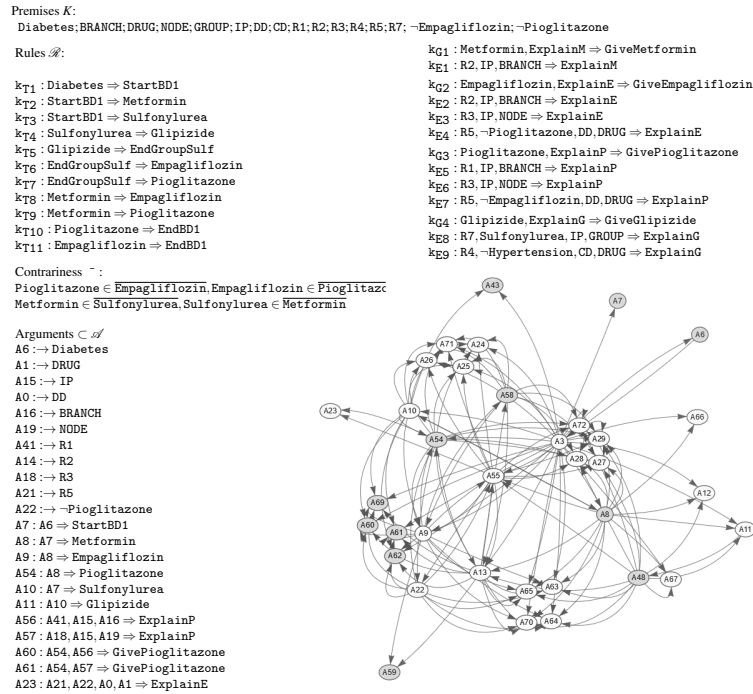 Premises K:
Diabetes;BRANCH;DRUG;NODE;GROUP;IP;DD;CD;R1;R2;R3;R4;R5;R7; ¬Empagliflozin; ¬Pioglitazone
Rules ℛ:
k_T1 : Diabetes ⇒ StartBD1
k_T2 : StartBD1 ⇒ Metformin
k_T3 : StartBD1 ⇒ Sulfonylurea
k_T4 : Sulfonylurea ⇒ Glipizide
k_T5 : Glipizide ⇒ EndGroupSulf
k_T6 : EndGroupSulf ⇒ Empagliflozin
k_T7 : EndGroupSulf ⇒ Pioglitazone
k_T8 : Metformin ⇒ Empagliflozin
k_T9 : Metformin ⇒ Pioglitazone
k_T10 : Pioglitazone ⇒ EndBD1
k_T11 : Empagliflozin ⇒ EndBD1
k_G1 : Metformin, ExplainM ⇒ GiveMetformin
k_E1 : R2, IP, BRANCH ⇒ ExplainM
k_G2 : Empagliflozin, ExplainE ⇒ GiveEmpagliflozin
k_E2 : R2, IP, BRANCH ⇒ ExplainE
k_E3 : R3, IP, NODE ⇒ ExplainE
k_E4 : R5, ¬Pioglitazone, DD, DRUG ⇒ ExplainE
k_G3 : Pioglitazone, ExplainP ⇒ GivePioglitazone
k_E5 : R1, IP, BRANCH ⇒ ExplainP
k_E6 : R3, IP, NODE ⇒ ExplainP
k_E7 : R5, ¬Empagliflozin, DD, DRUG ⇒ ExplainP
k_G4 : Glipizide, ExplainG ⇒ GiveGlipizide
k_E8 : R7, Sulfonylurea, IP, GROUP ⇒ ExplainG
k_E9 : R4, ¬Hypertension, CD, DRUG ⇒ ExplainG
Contrariness ¯ :
Pioglitazone ∈ Empagliflozin, Empagliflozin ∈ Pioglitazo
Metformin ∈ Sulfonylurea, Sulfonylurea ∈ Metformin
Arguments ⊂ 𝒜
A6 :→ Diabetes
A1 :→ DRUG
A15 :→ IP
A0 :→ DD
A16 :→ BRANCH
A19 :→ NODE
A41 :→ R1
A14 :→ R2
A18 :→ R3
A21 :→ R5
A22 :→ ¬Pioglitazone
A7 : A6 ⇒ StartBD1
A8 : A7 ⇒ Metformin
A9 : A8 ⇒ Empagliflozin
A54 : A8 ⇒ Pioglitazone
A10 : A7 ⇒ Sulfonylurea
A11 : A10 ⇒ Glipizide
A56 : A41, A15, A16 ⇒ ExplainP
A57 : A18, A15, A19 ⇒ ExplainP
A60 : A54, A56 ⇒ GivePioglitazone
A61 : A54, A57 ⇒ GivePioglitazone
A23 : A21, A22, A0, A1 ⇒ ExplainE
A43
A7
A6
A71
A24
A26
A25
A58
A23
A10
A72
A66
A54
A3
A29
A28
A27
A55
A12
A69
A8
A60
A61
A9
A11
A62
A13
A48
A67
A22
A65
A63
A70
A64
A59